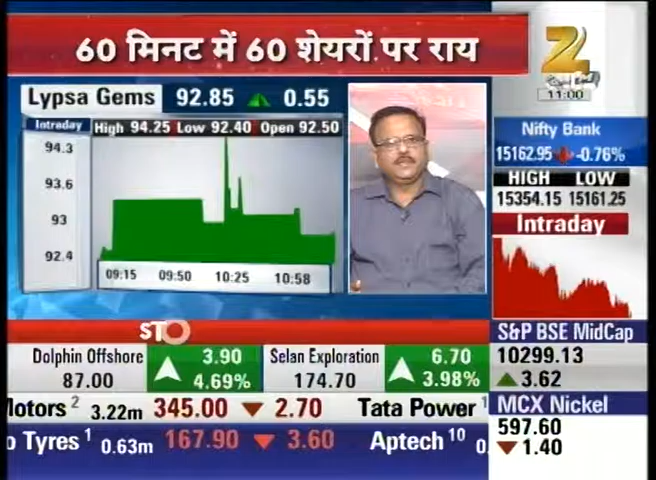 60 मिनट में 60 शेयरों पर राय
11:00
Lypsa Gems 92.85 0.55
Intraday High 94.25 Low 92.40 Open 92.50
94.3
93.6
93
92.4
09:15 09:50 10:25 10:58
Nifty Bank
15162.95 -0.76%
HIGH LOW
15354.15 15161.25
Intraday
STO
Dolphin Offshore 3.90 Selan Exploration 6.70
87.00 4.69% 174.70 3.98%
S&P BSE MidCap
10299.13
3.62
MCX Nickel
597.60
1.40
Motors 2 3.22m 345.00 2.70 Tata Power 1
o Tyres 1 0.63m 167.90 3.60 Aptech 10 0.